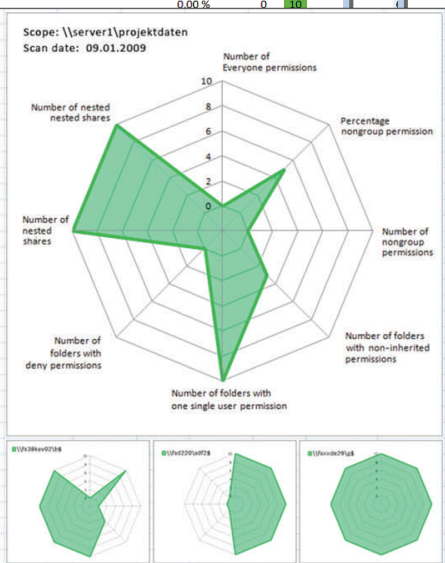 0.00 %
0
10
Scope: \\server1\projektdaten
Scan date: 09.01.2009
Number of
Everyone permissions
Number of nested
nested shares
Percentage
nongroup permission
10
8
6
4
2
0
Number of
nested
shares
Number of
nongroup
permissions
Number of
folders with
deny permissions
Number of folders
with non-inherited
permissions
Number of folders with
one single user permission